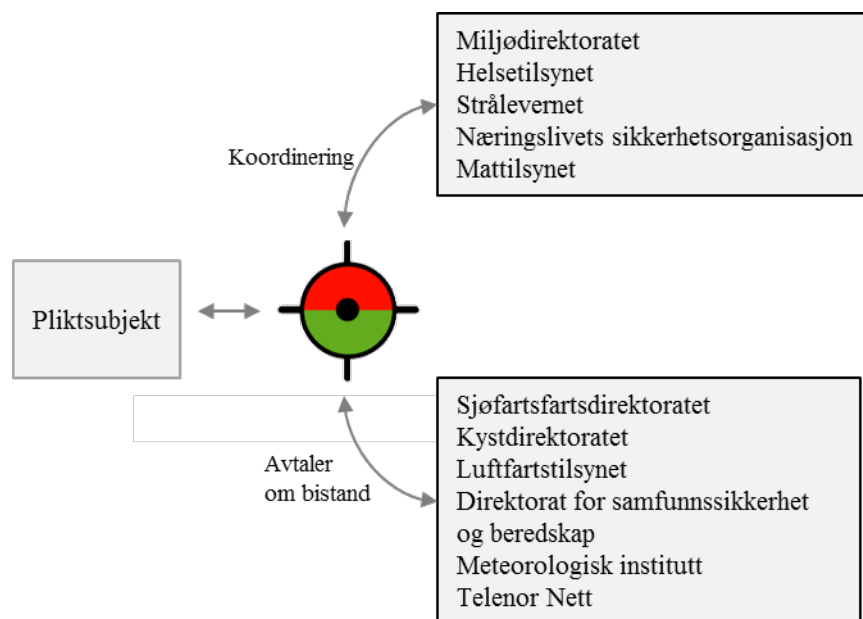 Miljødirektoratet
Helsetilsynet
Strålevernet
Næringslivets sikkerhetsorganisasjon
Mattilsynet
Koordinering
Pliktsubjekt
Avtaler
om bistand
Sjøfartsfartsdirektoratet
Kystdirektoratet
Luftfartstilsynet
Direktorat for samfunnssikkerhet
og beredskap
Meteorologisk institutt
Telenor Nett